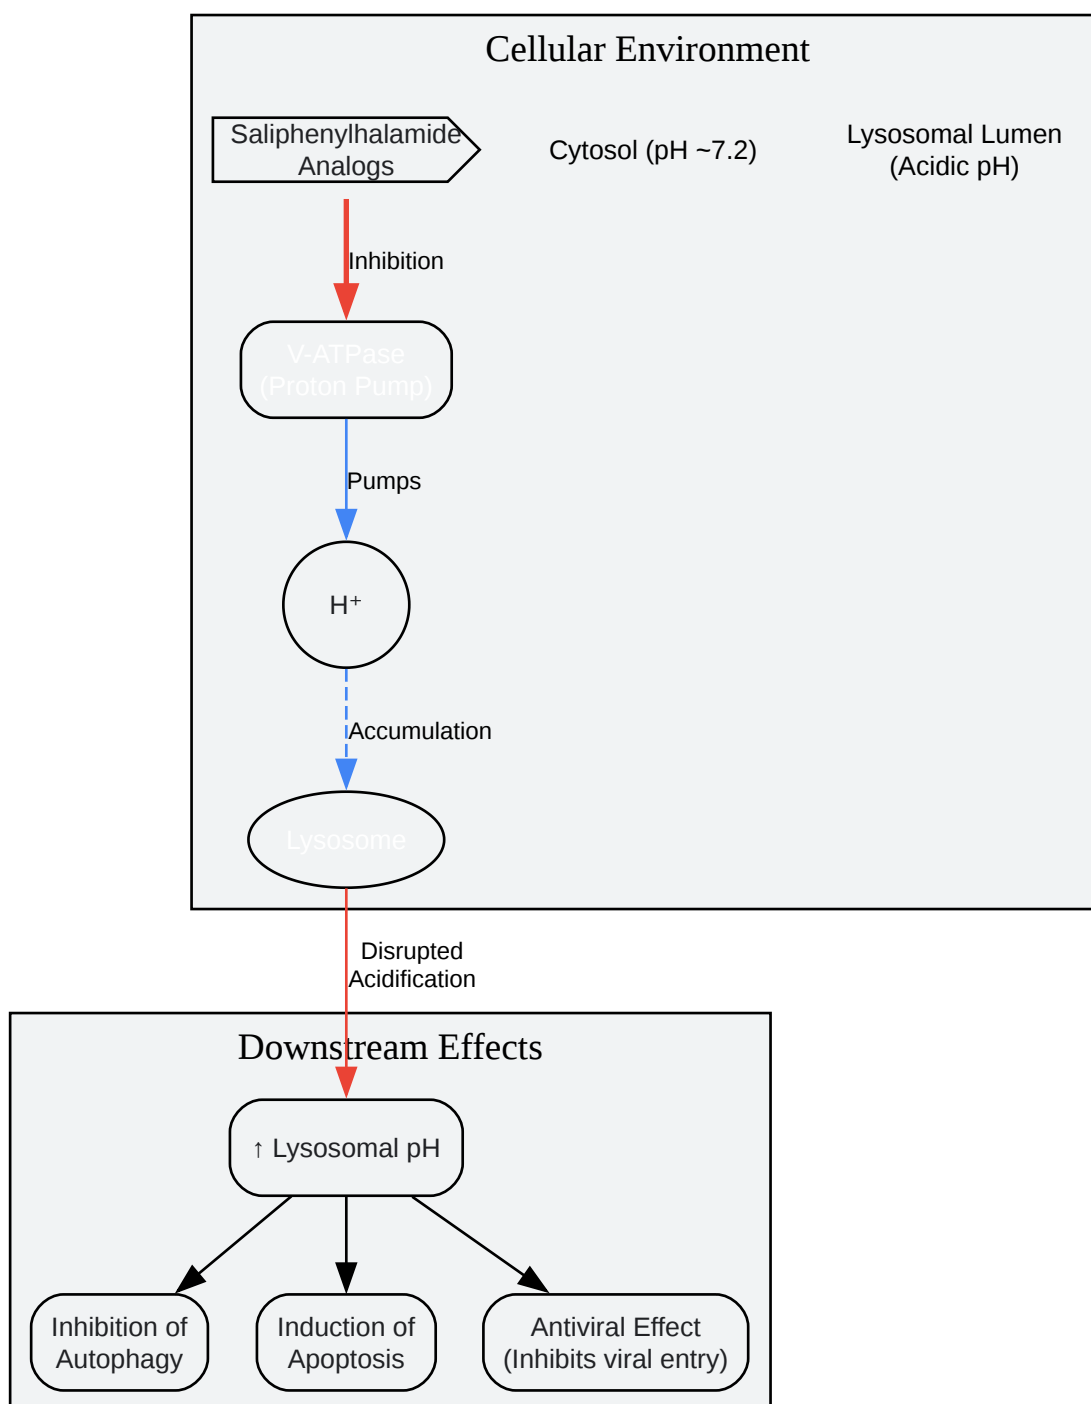 Cellular Environment
Saliphenylhalamide
Analogs
Cytosol (pH ~7.2)
Lysosomal Lumen
(Acidic pH)
Inhibition
V-ATPase
(Proton Pump)
Pumps
H⁺
Accumulation
Lysosome
Disrupted
Acidification
Downstream Effects
↑ Lysosomal pH
Inhibition of
Autophagy
Induction of
Apoptosis
Antiviral Effect
(Inhibits viral entry)